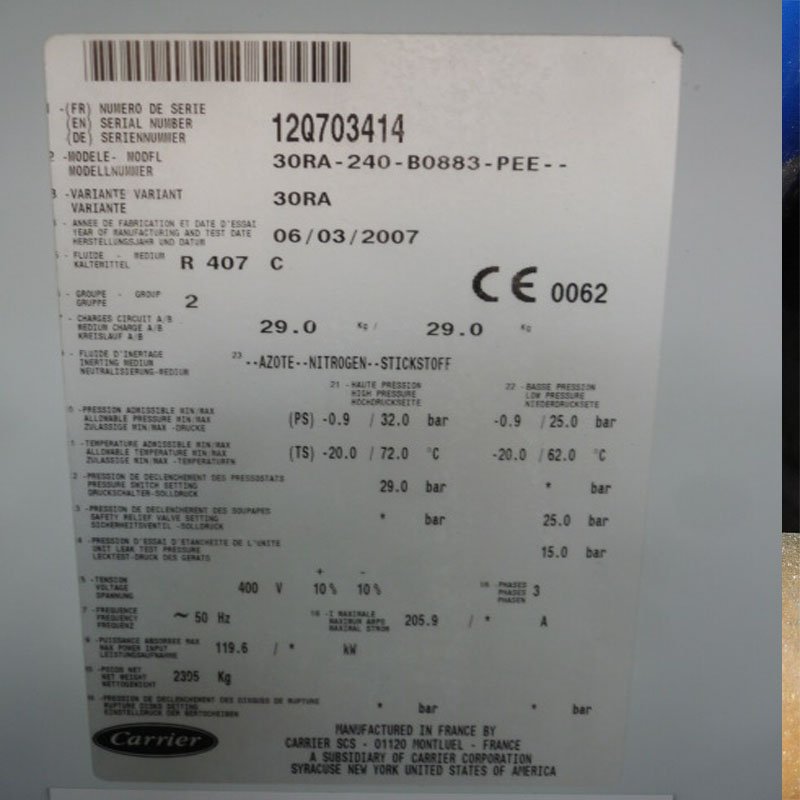 (FR) NUMERO DE SERIE
(EN) SERIAL NUMBER 12Q703414
(DE) SERIENNUMMER
2 -MODELE- MODFL 30RA-240-B0883-PEE--
MODELLNUMMER
3 -VARIANTE VARIANT 30RA
VARIANTE
- ANNEE DE FABRICATION ET DATE D'ESSAI
YEAR OF MANUFACTURING AND TEST DATE 06/03/2007
HERSTELLUNGSJAHR UND DATUM
- FLUIDE - MEDIUM R 407 C
KALTEMITTEL
CE 0062
- GROUPE - GROUP 2
GRUPPE
- CHARGES CIRCUIT A/B
MEDIUM CHARGE A/B 29.0 Kg / 29.0 Kg
KREISLAUF A/B
- FLUIDE D'INERTAGE 23 --AZOTE--NITROGEN--STICKSTOFF
INERTING MEDIUM
NEUTRALISIERUNG-MEDIUM
21 -HAUTE PRESSION 22 -BASSE PRESSION
HIGH PRESSURE LOW PRESSURE
HOCHDRUCKSEITE NIEDERDRUCKSETE
0 -PRESSION ADMISSIBLE MIN/MAX
ALLOWABLE PRESSURE MIN/MAX (PS) -0.9 / 32.0 bar -0.9 / 25.0 bar
ZULASSIGE MIN/MAX -DRUCKE
1 -TEMPERATURE ADMISSIBLE MIN/MAX
ALLOWABLE TEMPERATURE MIN/MAX (TS) -20.0 / 72.0 °C -20.0 / 62.0 °C
ZULASSIGE MIN/MAX -TEMPERATUREN
2 -PRESSION DE DECLENCHEMENT DES PRESSOSTATS
PRESSURE SWITCH SETTING 29.0 bar * bar
DRUCKSCHALTER-SOLLDRUCK
3 -PRESSION DE DECLENCHEMENT DES SOUPAPES
SAFETY RELIEF VALVE SETTING * bar 25.0 bar
SICHERHEITSVENTIL -SOLLDRUCK
4 -PRESSION D'ESSAI D'ETANCHEITE DE L'UNITE
UNIT LEAK TEST PRESSURE 15.0 bar
LECKTEST-DRUCK DES GERATS
5 -TENSION + -
VOLTAGE 400 V 10% 10% 16 -PHASES 3
SPANNUNG PHASES
PHASEN
7 -FREQUENCE 18 -I MAXIMALE
FREQUENCY ~ 50 Hz MAXIMUM AMPS 205.9 / * A
FREQUENZ MAXIMAL STROM
9 -PUISSANCE ABSORBEE MAX
MAX POWER INPUT 119.6 / * kW
LEISTUNGSAUFNAHME
15 -POIDS NET
NET WEIGHT 2395 Kg
NETTOGEWICHT
-PRESSION DE DECLENCHEMENT DES DISQUES DE RUPTURE
RUPTURE DISKS SETTING * bar * bar
EINSTELLDRUCK DER BERTSCHEIBEN
Carrier
MANUFACTURED IN FRANCE BY
CARRIER SCS - 01120 MONTLUEL - FRANCE
A SUBSIDIARY OF CARRIER CORPORATION
SYRACUSE NEW YORK UNITED STATES OF AMERICA